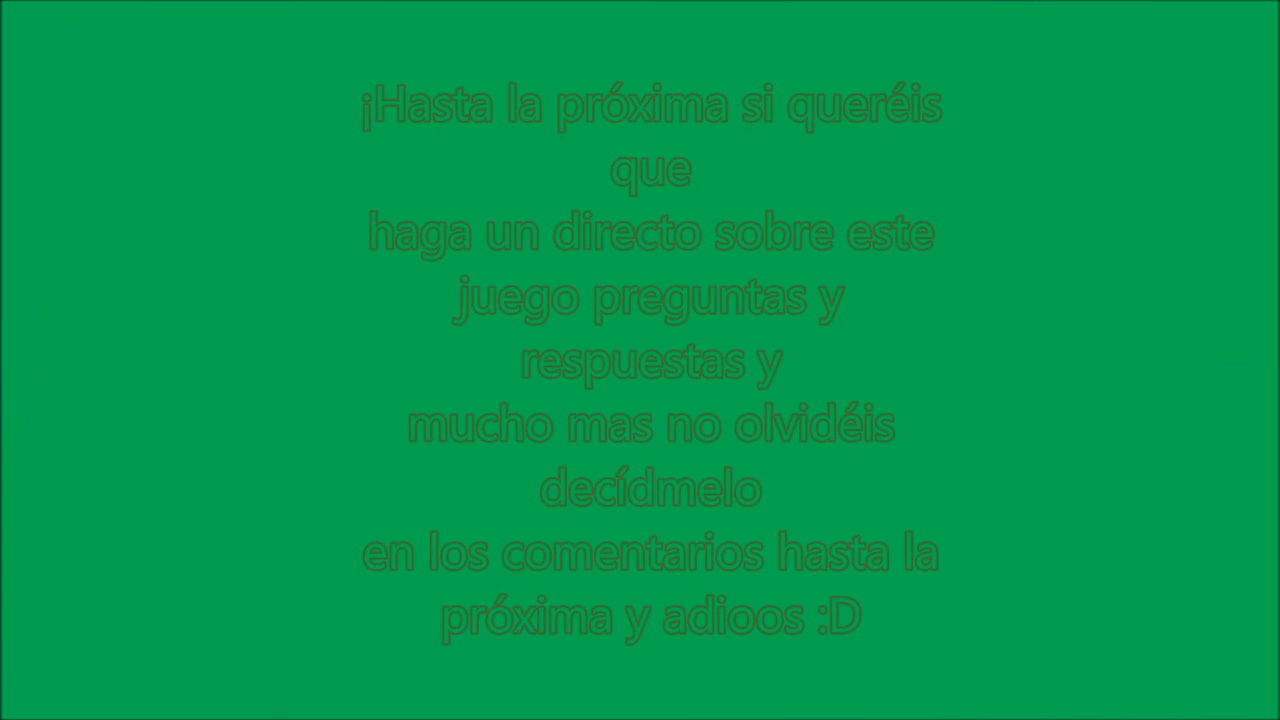 ¡Hasta la próxima si queréis
que
haga un directo sobre este
juego preguntas y
respuestas y
mucho mas no olvidéis
decídmelo
en los comentarios hasta la
próxima y adioos :D